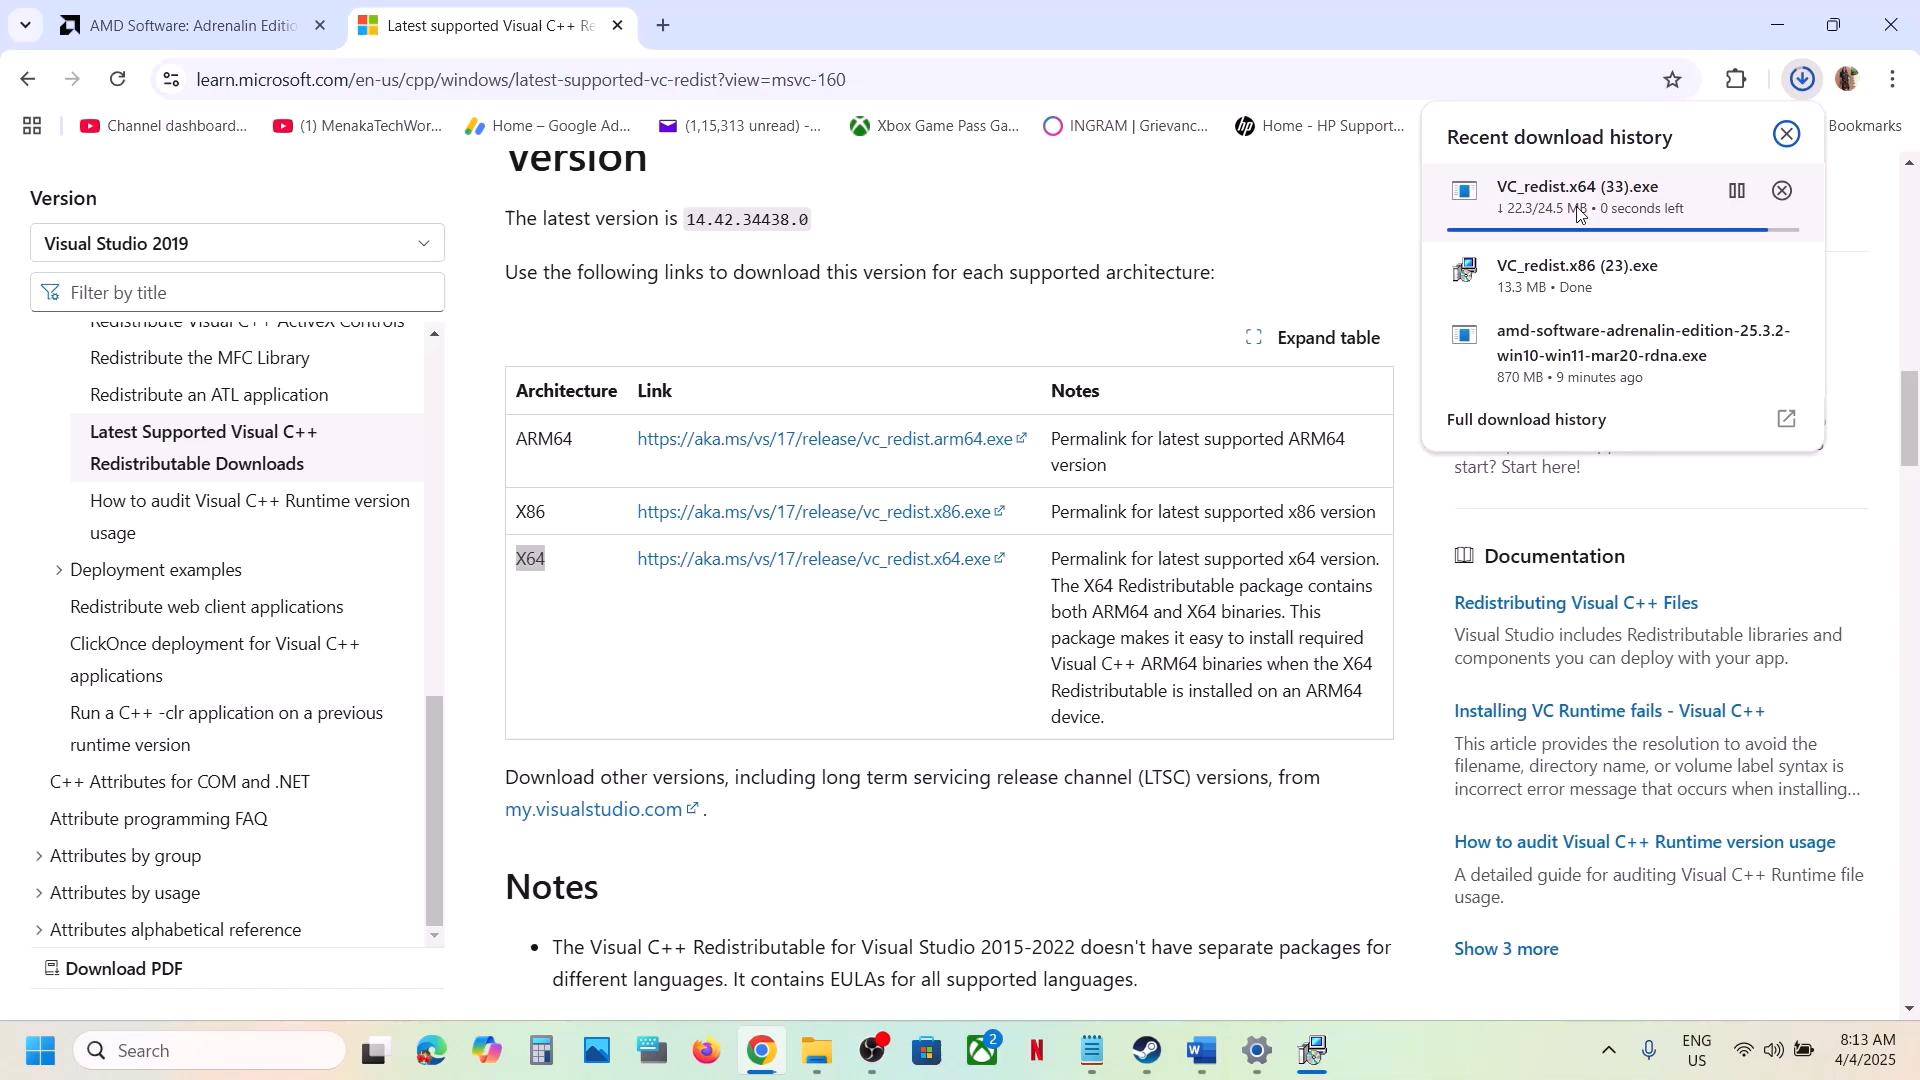 AMD Software: Adrenalin Editio
Latest supported Visual C++ Re
learn.microsoft.com/en-us/cpp/windows/latest-supported-vc-redist?view=msvc-160
Channel dashboard...
(1) MenakaTechWor...
Home – Google Ad...
(1,15,313 unread) -...
Xbox Game Pass Ga...
INGRAM | Grievanc...
Home - HP Support...
Bookmarks
Recent download history
VC_redist.x64 (33).exe
↓ 22.3/24.5 MB • 0 seconds left
VC_redist.x86 (23).exe
13.3 MB • Done
amd-software-adrenalin-edition-25.3.2-
win10-win11-mar20-rdna.exe
870 MB • 9 minutes ago
Full download history
Version
Visual Studio 2019
Filter by title
Redistribute Visual C++ ActiveX Controls
Redistribute the MFC Library
Redistribute an ATL application
Latest Supported Visual C++
Redistributable Downloads
How to audit Visual C++ Runtime version
usage
Deployment examples
Redistribute web client applications
ClickOnce deployment for Visual C++
applications
Run a C++ -clr application on a previous
runtime version
C++ Attributes for COM and .NET
Attribute programming FAQ
Attributes by group
Attributes by usage
Attributes alphabetical reference
Download PDF
version
The latest version is 14.42.34438.0
Use the following links to download this version for each supported architecture:
Expand table
Architecture Link Notes
ARM64 https://aka.ms/vs/17/release/vc_redist.arm64.exe Permalink for latest supported ARM64
version
X86 https://aka.ms/vs/17/release/vc_redist.x86.exe Permalink for latest supported x86 version
X64 https://aka.ms/vs/17/release/vc_redist.x64.exe Permalink for latest supported x64 version.
The X64 Redistributable package contains
both ARM64 and X64 binaries. This
package makes it easy to install required
Visual C++ ARM64 binaries when the X64
Redistributable is installed on an ARM64
device.
Download other versions, including long term servicing release channel (LTSC) versions, from
my.visualstudio.com .
Notes
• The Visual C++ Redistributable for Visual Studio 2015-2022 doesn't have separate packages for
different languages. It contains EULAs for all supported languages.
start? Start here!
Documentation
Redistributing Visual C++ Files
Visual Studio includes Redistributable libraries and
components you can deploy with your app.
Installing VC Runtime fails - Visual C++
This article provides the resolution to avoid the
filename, directory name, or volume label syntax is
incorrect error message that occurs when installing...
How to audit Visual C++ Runtime version usage
A detailed guide for auditing Visual C++ Runtime file
usage.
Show 3 more
Search
2
ENG
US
8:13 AM
4/4/2025